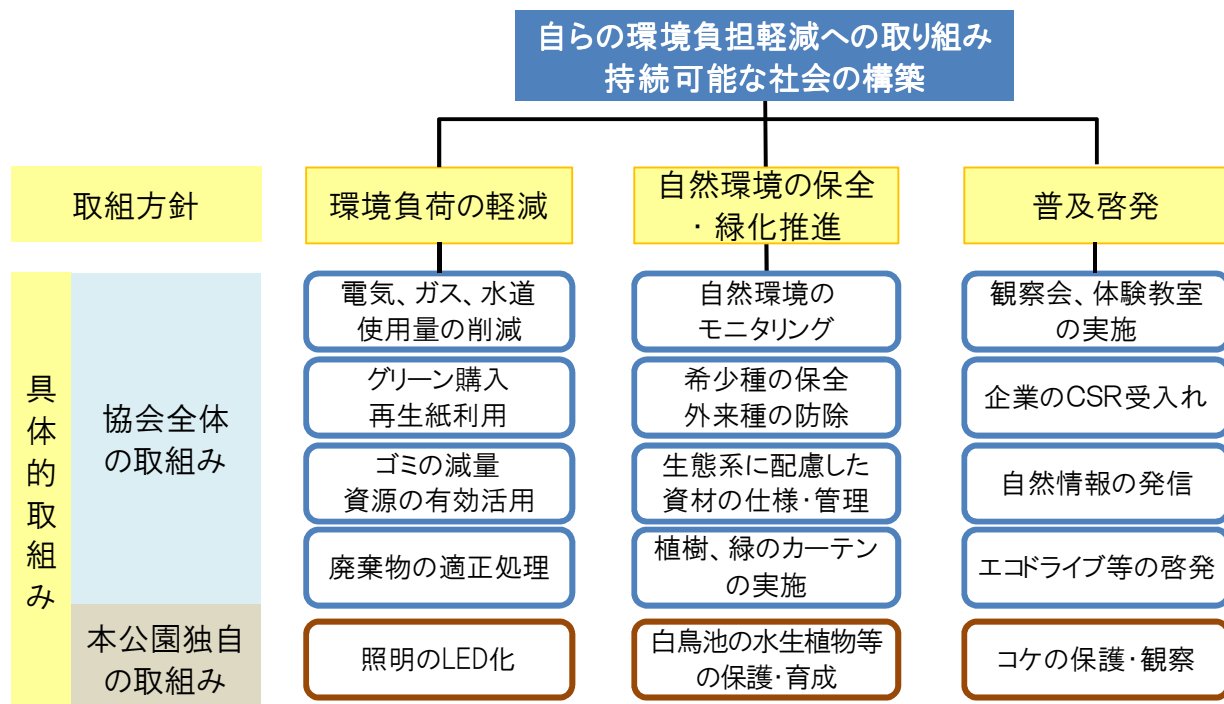 自らの環境負担軽減への取り組み
持続可能な社会の構築
取組方針
環境負荷の軽減
自然環境の保全
・緑化推進
普及啓発
具体的取組み
協会全体
の取組み
電気、ガス、水道
使用量の削減
自然環境の
モニタリング
観察会、体験教室
の実施
グリーン購入
再生紙利用
希少種の保全
外来種の防除
企業のCSR受入れ
ゴミの減量
資源の有効活用
生態系に配慮した
資材の仕様・管理
自然情報の発信
廃棄物の適正処理
植樹、緑のカーテン
の実施
エコドライブ等の啓発
本公園独自
の取組み
照明のLED化
白鳥池の水生植物等
の保護・育成
コケの保護・観察